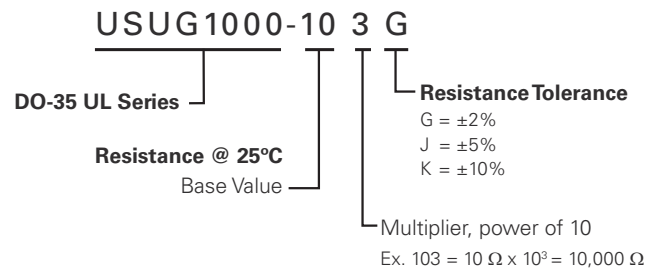 USUG1000-10 3 G
DO-35 UL Series
Resistance @ 25ºC
Base Value
Resistance Tolerance
G = ±2%
J = ±5%
K = ±10%
Multiplier, power of 10
Ex. 103 = 10 Ω x 10³ = 10,000 Ω